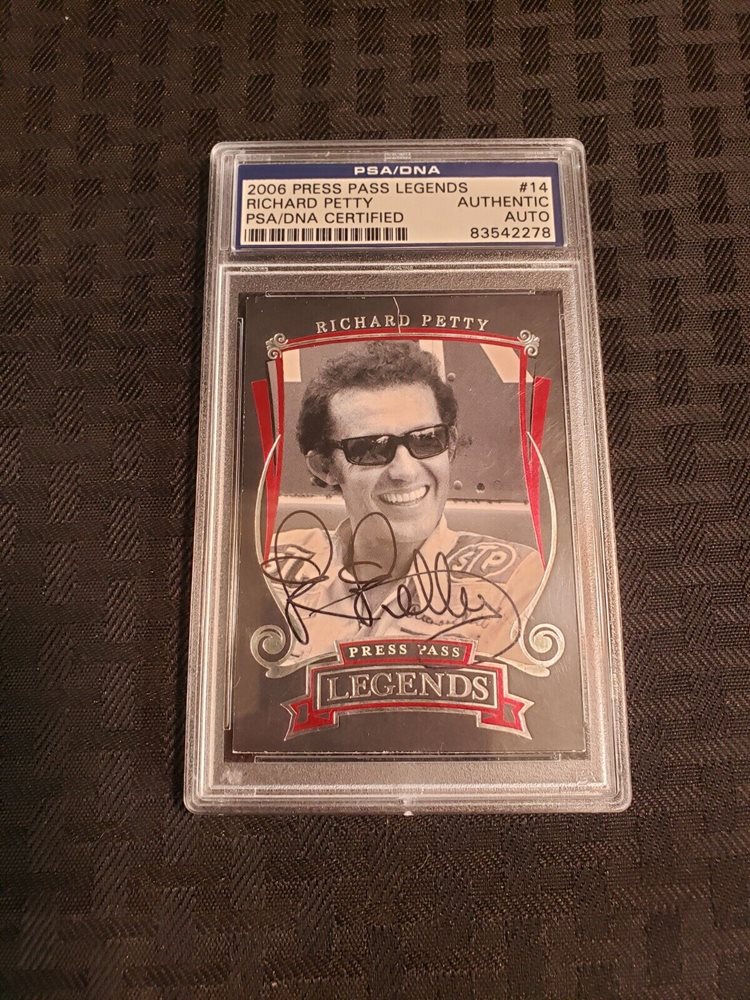 PSA/DNA
2006 PRESS PASS LEGENDS #14
RICHARD PETTY AUTHENTIC
PSA/DNA CERTIFIED AUTO
83542278
RICHARD PETTY
STP
R Petty
PRESS PASS
LEGENDS